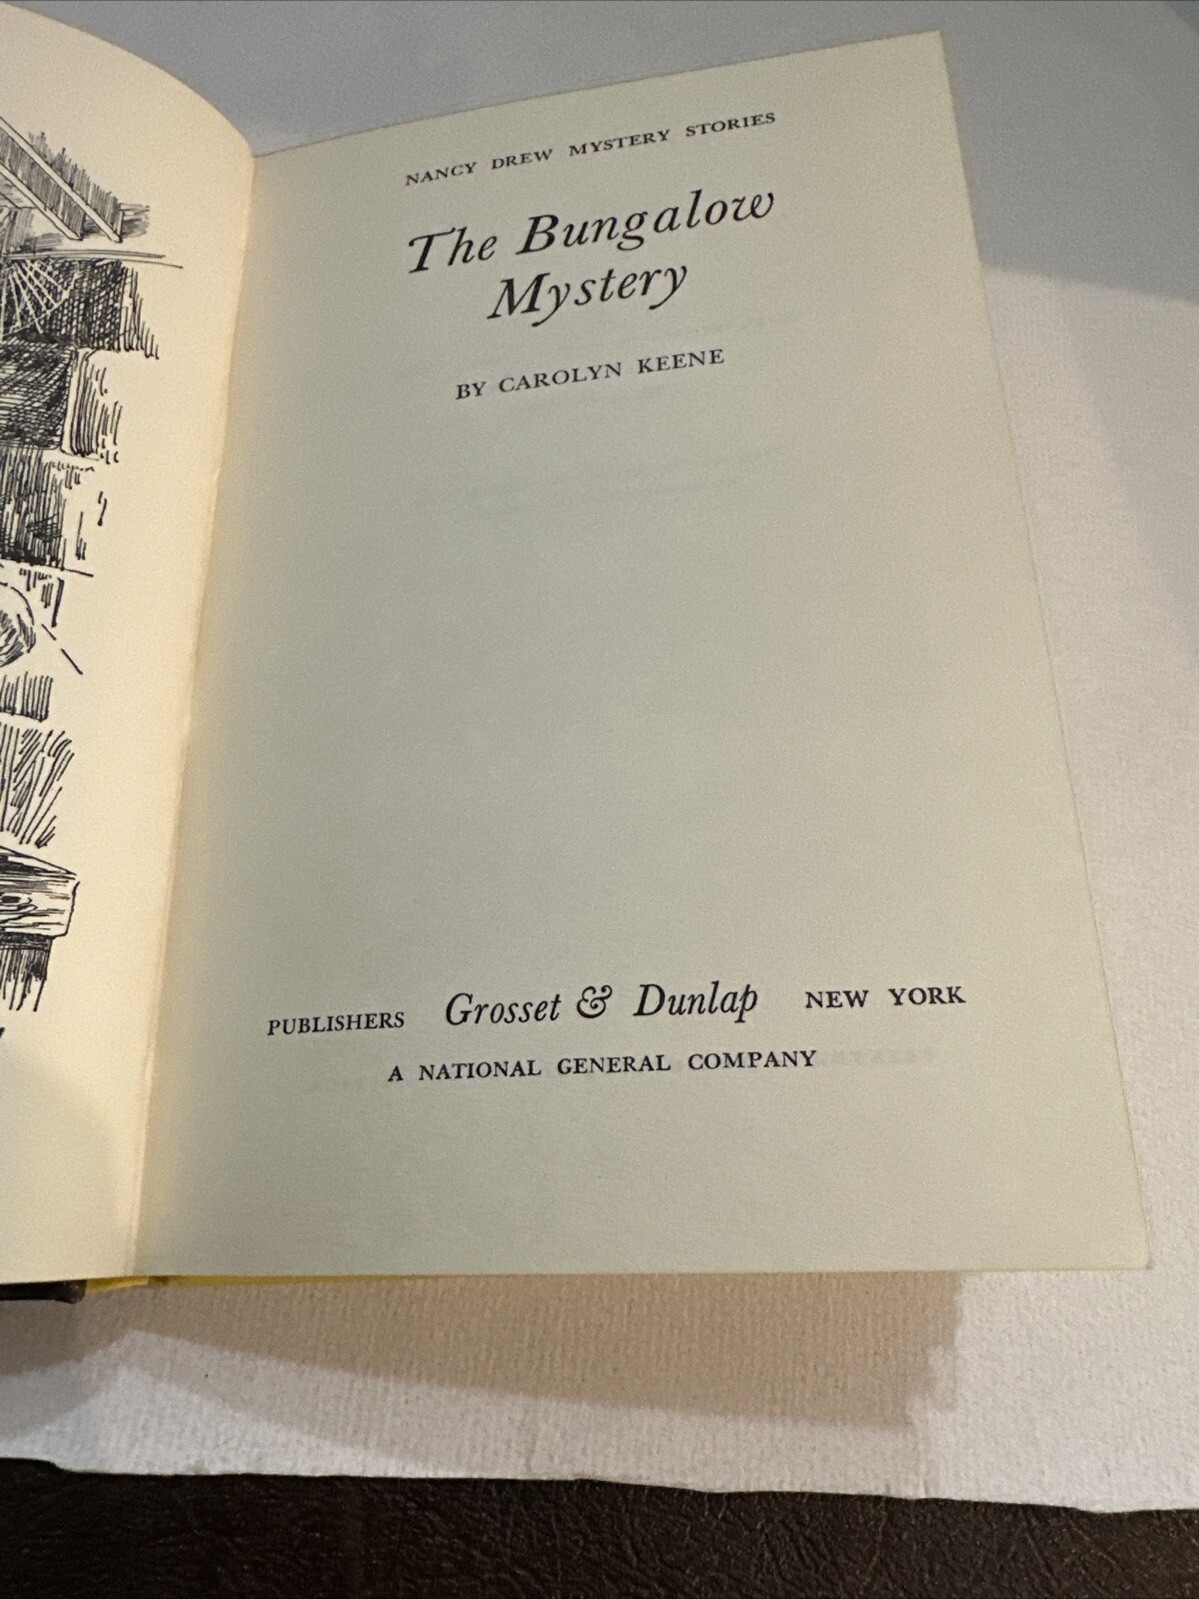 NANCY DREW MYSTERY STORIES
The Bungalow
Mystery
BY CAROLYN KEENE
PUBLISHERS Grosset & Dunlap NEW YORK
A NATIONAL GENERAL COMPANY